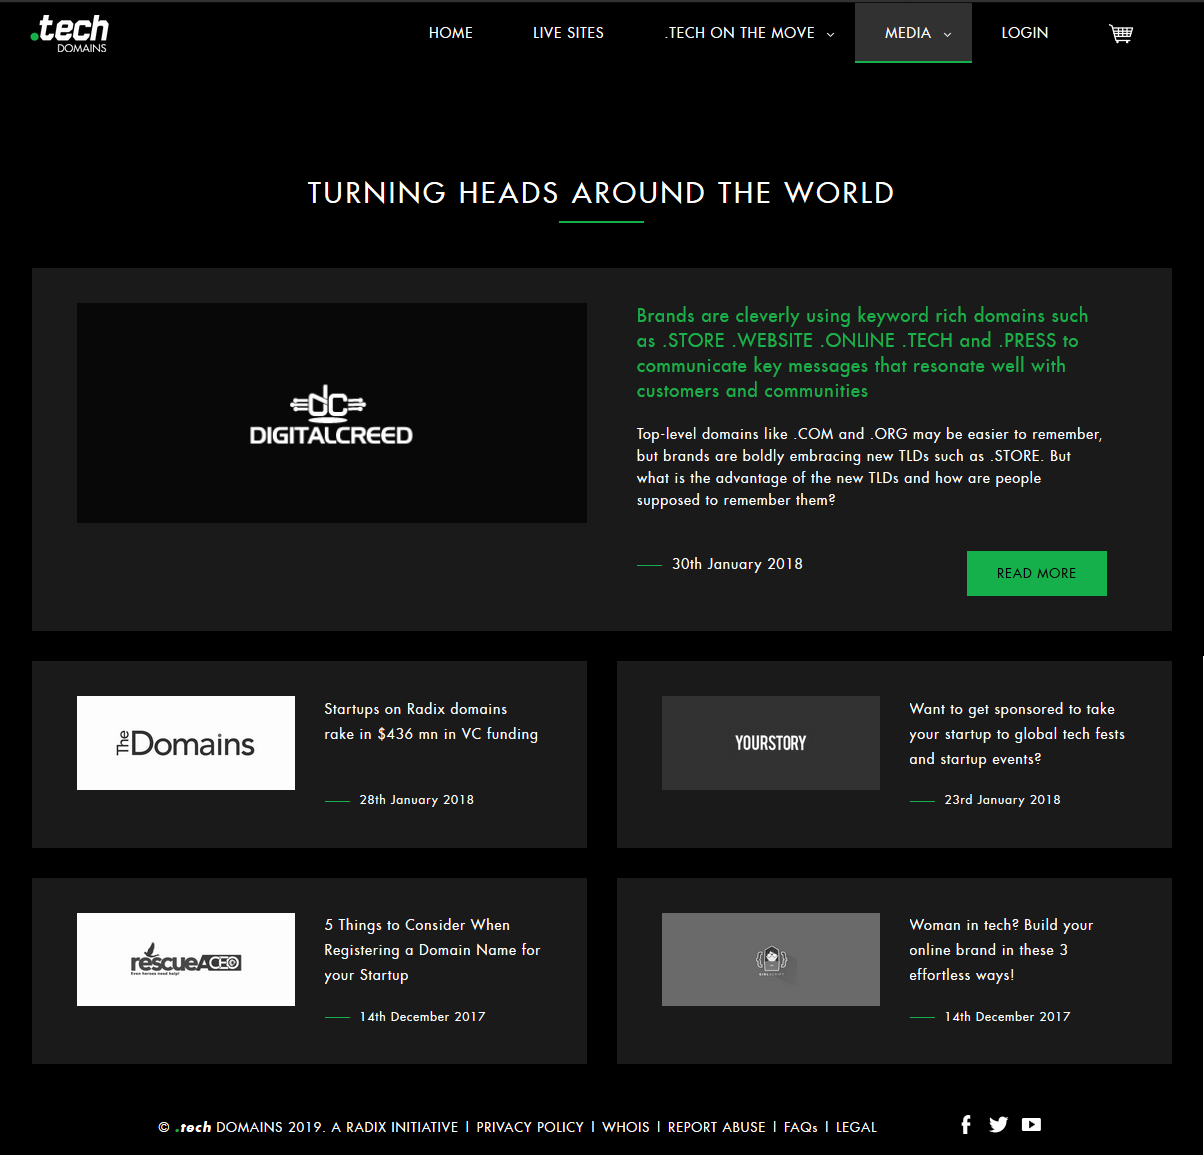 .tech
DOMAINS
HOME
LIVE SITES
.TECH ON THE MOVE
MEDIA
LOGIN
TURNING HEADS AROUND THE WORLD
DIGITALCREED
Brands are cleverly using keyword rich domains such
as .STORE .WEBSITE .ONLINE .TECH and .PRESS to
communicate key messages that resonate well with
customers and communities
Top-level domains like .COM and .ORG may be easier to remember,
but brands are boldly embracing new TLDs such as .STORE. But
what is the advantage of the new TLDs and how are people
supposed to remember them?
30th January 2018
READ MORE
The Domains
Startups on Radix domains
rake in $436 mn in VC funding
28th January 2018
YOURSTORY
Want to get sponsored to take
your startup to global tech fests
and startup events?
23rd January 2018
rescueACEO
Even heroes need help!
5 Things to Consider When
Registering a Domain Name for
your Startup
14th December 2017
GIRLSCRIPT
Woman in tech? Build your
online brand in these 3
effortless ways!
14th December 2017
© .tech DOMAINS 2019. A RADIX INITIATIVE | PRIVACY POLICY | WHOIS | REPORT ABUSE | FAQs | LEGAL